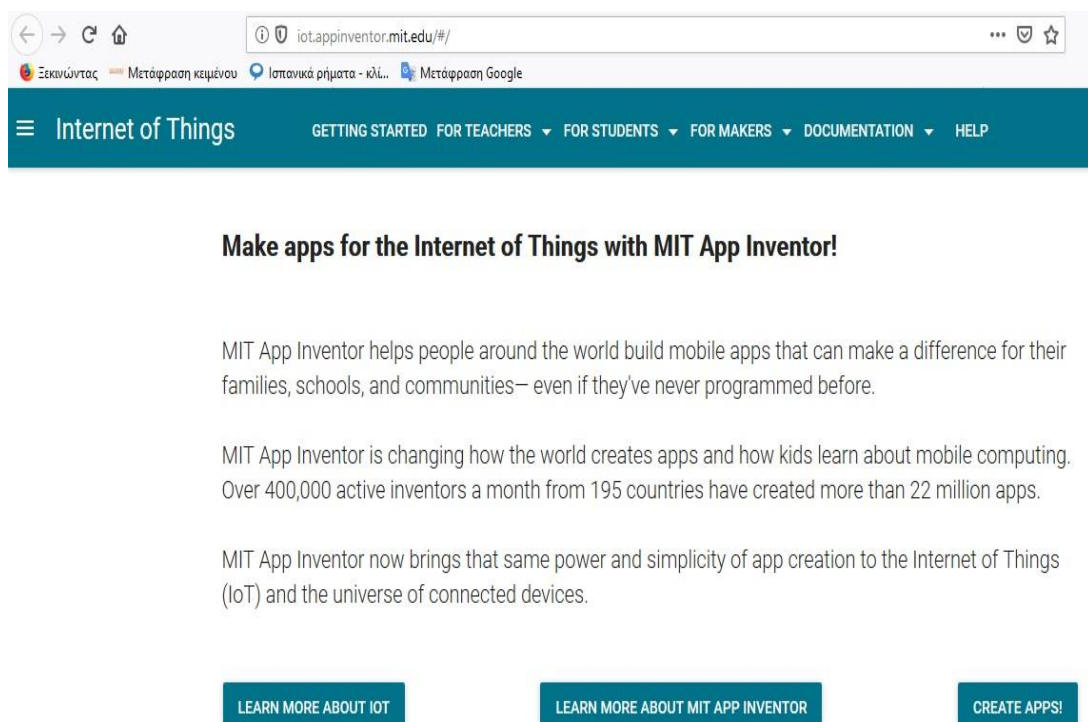 iot.appinventor.mit.edu/#/
Ξεκινώντας Μετάφραση κειμένου Ισπανικά ρήματα - κλί... Μετάφραση Google
Internet of Things GETTING STARTED FOR TEACHERS FOR STUDENTS FOR MAKERS DOCUMENTATION HELP
Make apps for the Internet of Things with MIT App Inventor!
MIT App Inventor helps people around the world build mobile apps that can make a difference for their
families, schools, and communities— even if they've never programmed before.
MIT App Inventor is changing how the world creates apps and how kids learn about mobile computing.
Over 400,000 active inventors a month from 195 countries have created more than 22 million apps.
MIT App Inventor now brings that same power and simplicity of app creation to the Internet of Things
(IoT) and the universe of connected devices.
LEARN MORE ABOUT IOT LEARN MORE ABOUT MIT APP INVENTOR CREATE APPS!